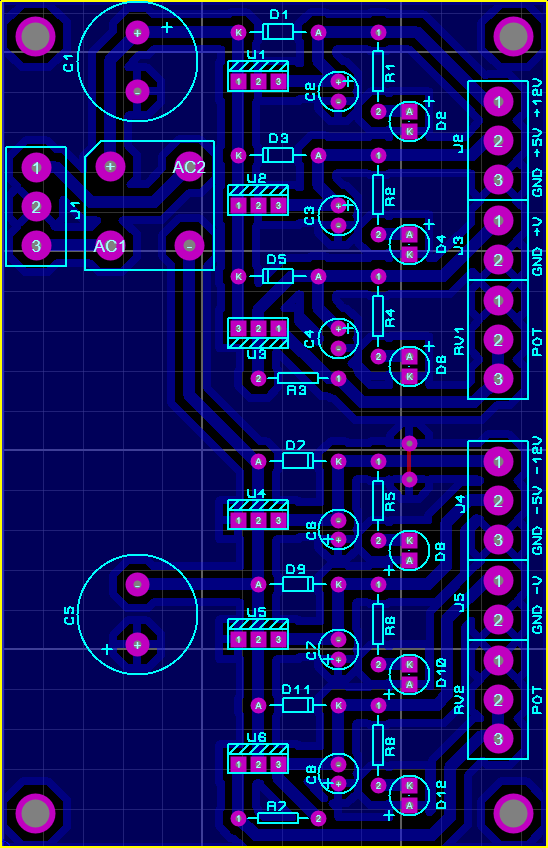 D1
K A 1
C1
+
+
-
U1
1 2 3
C2
+
R1
2
D2
A
K
J2
1 +12V
2 +5V
3 GND
D3
K A 1
AC2
+
AC1
-
J1
1
2
3
U2
1 2 3
C3
+
R2
2
D4
A
K
J3
1 +V
2 GND
D5
K A 1
3 2 1
U3
C4
+
R4
2
D6
A
K
RV1
1
2
3
POT
2 1
R3
D7
A K 1
U4
1 2 3
C6
+
R5
2
D8
K
A
+
J4
1 -12V
2 -5V
3 GND
D9
A K 1
C5
-
+
+
U5
1 2 3
C7
+
R6
2
D10
K
A
+
J5
1 -V
2 GND
D11
A K 1
U6
1 2 3
C8
+
R8
2
D12
K
A
+
RV2
1
2
3
POT
R7
1 2